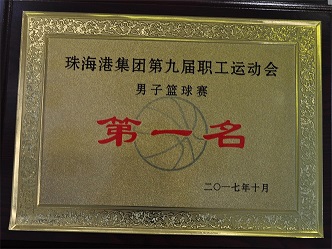 珠海港集团第九届职工运动会
男子篮球赛
第一名
二〇一七年十月